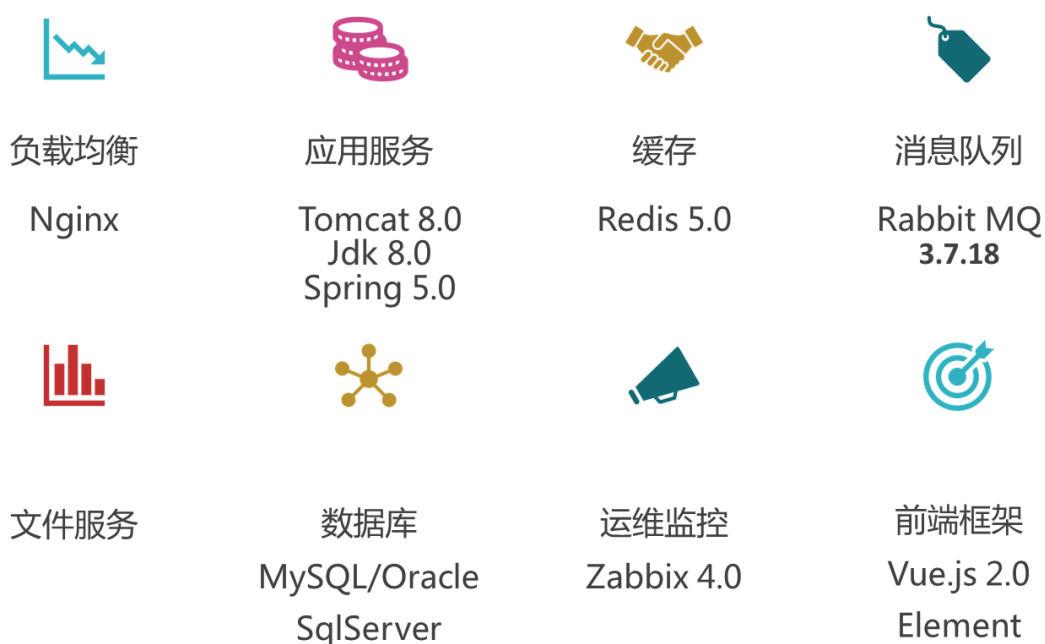 负载均衡
Nginx
应用服务
Tomcat 8.0
Jdk 8.0
Spring 5.0
缓存
Redis 5.0
消息队列
Rabbit MQ
3.7.18
文件服务
数据库
MySQL/Oracle
SqlServer
运维监控
Zabbix 4.0
前端框架
Vue.js 2.0
Element